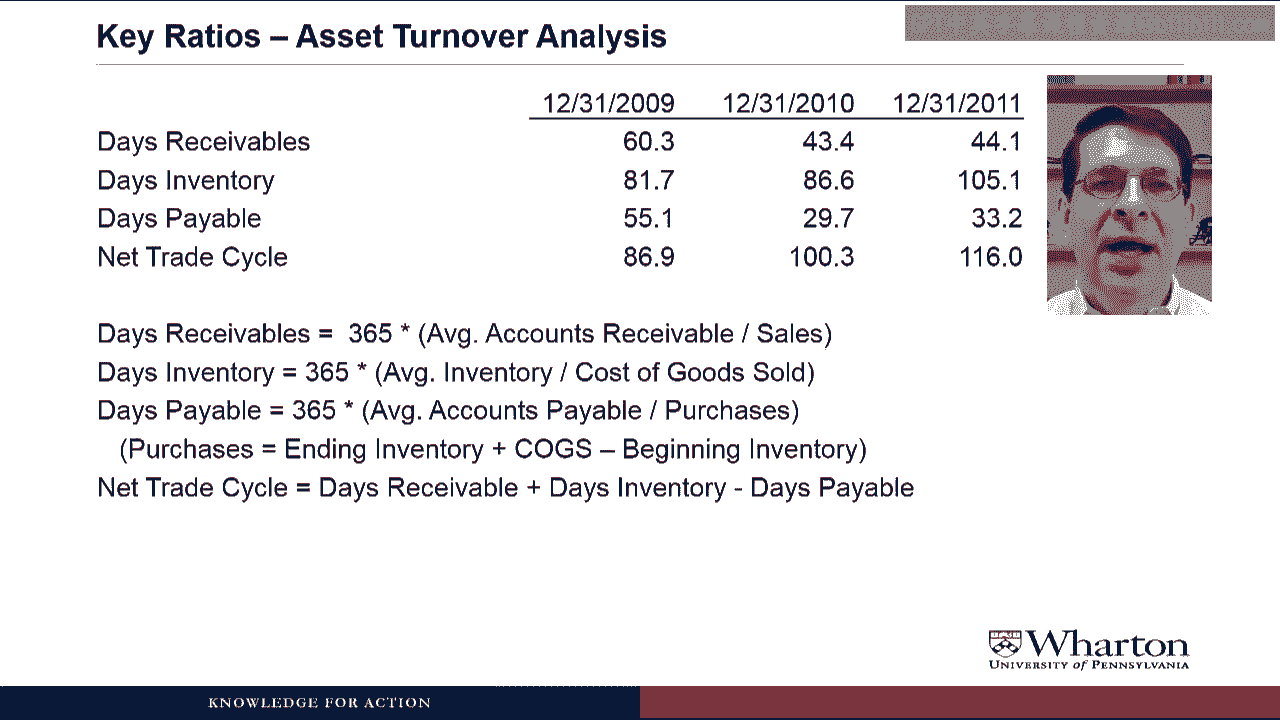 Key Ratios – Asset Turnover Analysis
12/31/2009 12/31/2010 12/31/2011
Days Receivables 60.3 43.4 44.1
Days Inventory 81.7 86.6 105.1
Days Payable 55.1 29.7 33.2
Net Trade Cycle 86.9 100.3 116.0
Days Receivables = 365 * (Avg. Accounts Receivable / Sales)
Days Inventory = 365 * (Avg. Inventory / Cost of Goods Sold)
Days Payable = 365 * (Avg. Accounts Payable / Purchases)
(Purchases = Ending Inventory + COGS – Beginning Inventory)
Net Trade Cycle = Days Receivable + Days Inventory - Days Payable
Wharton
UNIVERSITY of PENNSYLVANIA
KNOWLEDGE FOR ACTION